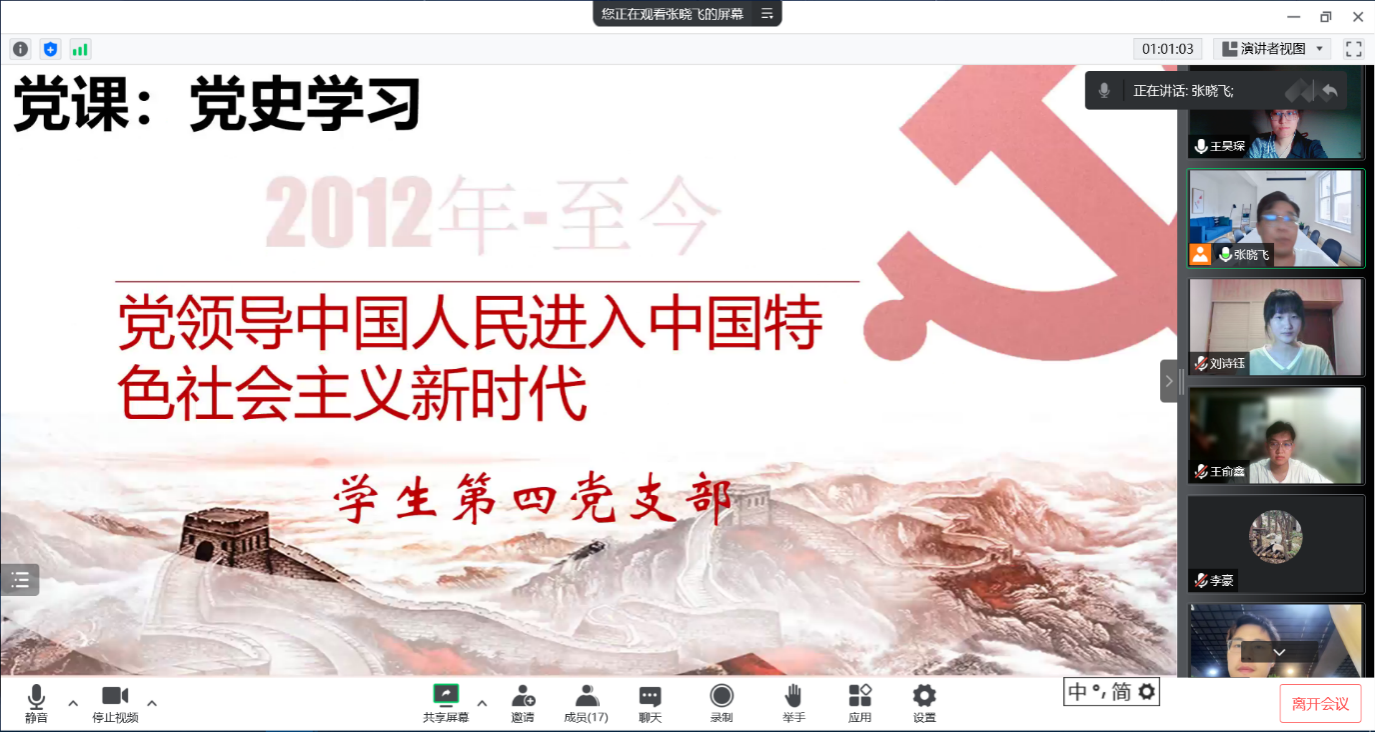 您正在观看张晓飞的屏幕
01:01:03
演讲者视图
党课：党史学习
正在讲话: 张晓飞;
王昊琛
2012年-至今
张晓飞
党领导中国人民进入中国特
色社会主义新时代
刘诗钰
王俞鑫
学生第四党支部
李豪
静音
停止视频
共享屏幕
邀请
成员(17)
聊天
录制
举手
应用
设置
中 °, 简
离开会议